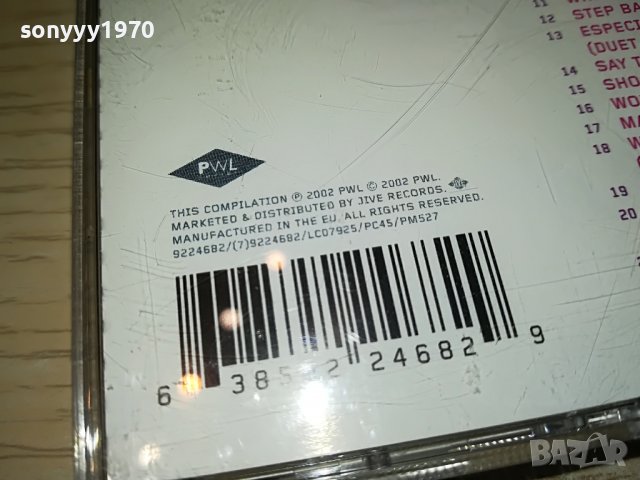 sonyyy1970
11
12 STEP BA
13 ESPECI
(DUET
14 SAY T
15 SHO
16 WO
17 MA
18 W
19
20
PWL
THIS COMPILATION ℗ 2002 PWL © 2002 PWL.
MARKETED & DISTRIBUTED BY JIVE RECORDS.
MANUFACTURED IN THE EU. ALL RIGHTS RESERVED.
9224682/(7)9224682/LC07925/PC45/PM527
6 38592 24682 9
BAZAR